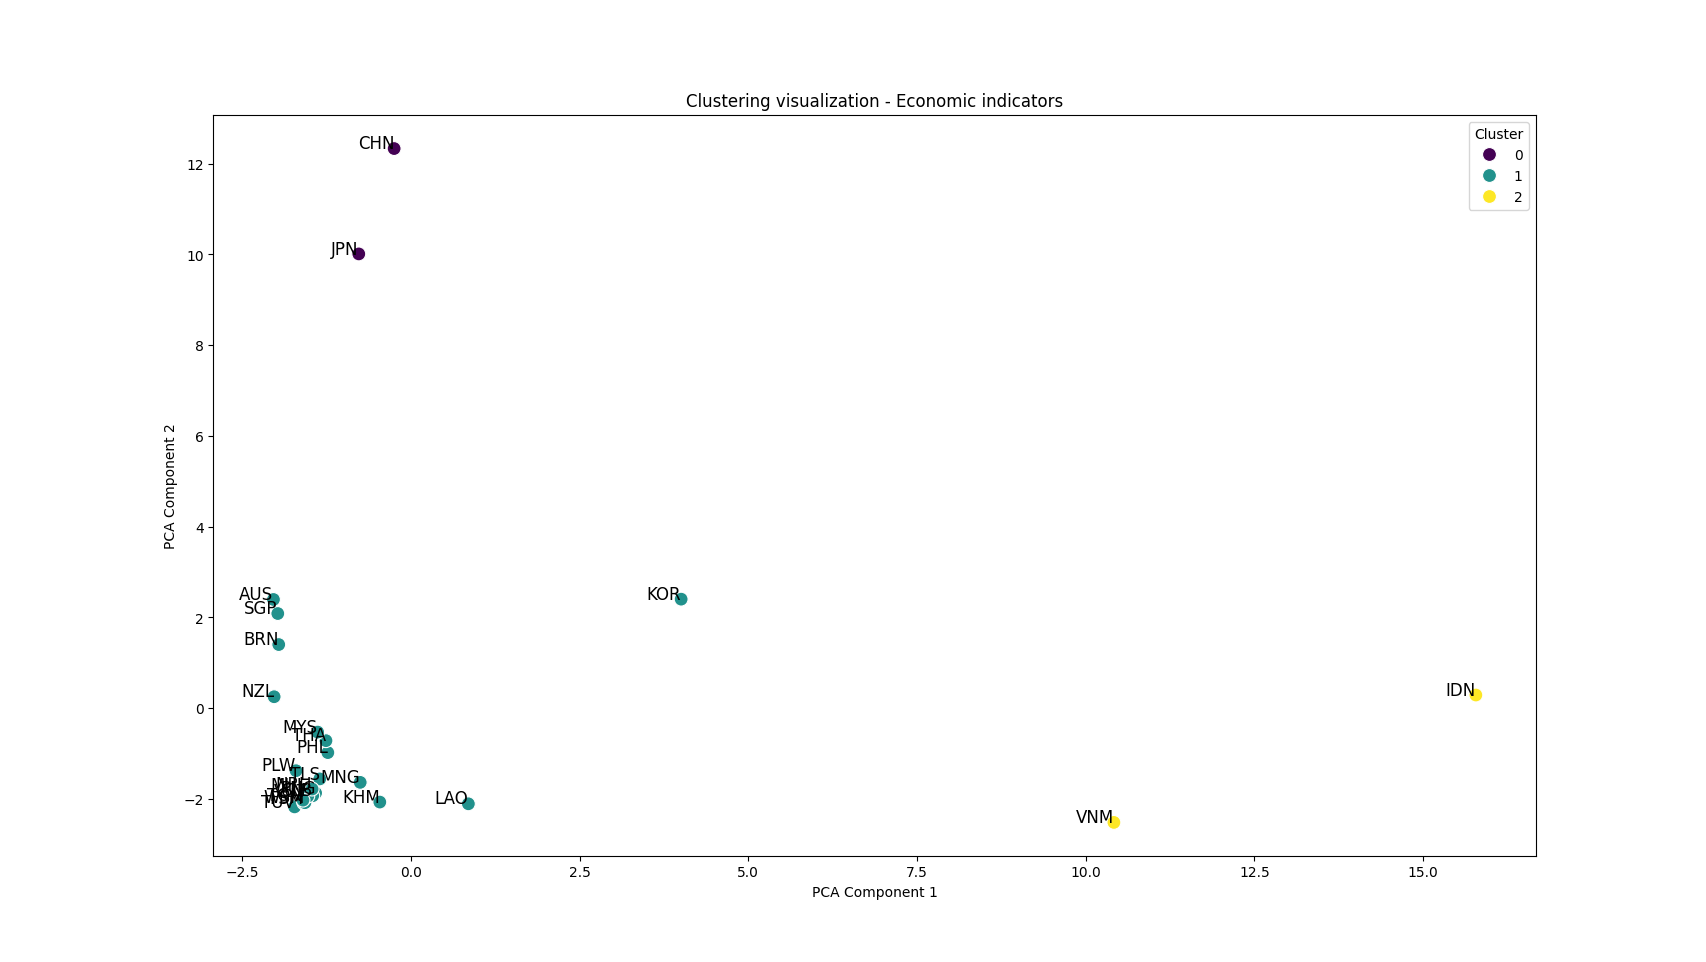 Clustering visualization - Economic indicators
CHN
Cluster
0
1
2
JPN
12
10
8
6
4
2
0
−2
PCA Component 2
AUS
SGP
BRN
NZL
KOR
IDN
MYS
THA
PHL
PLW
TLS
MNG
KHM
LAO
VNM
TUV
−2.5
0.0
2.5
5.0
7.5
10.0
12.5
15.0
PCA Component 1